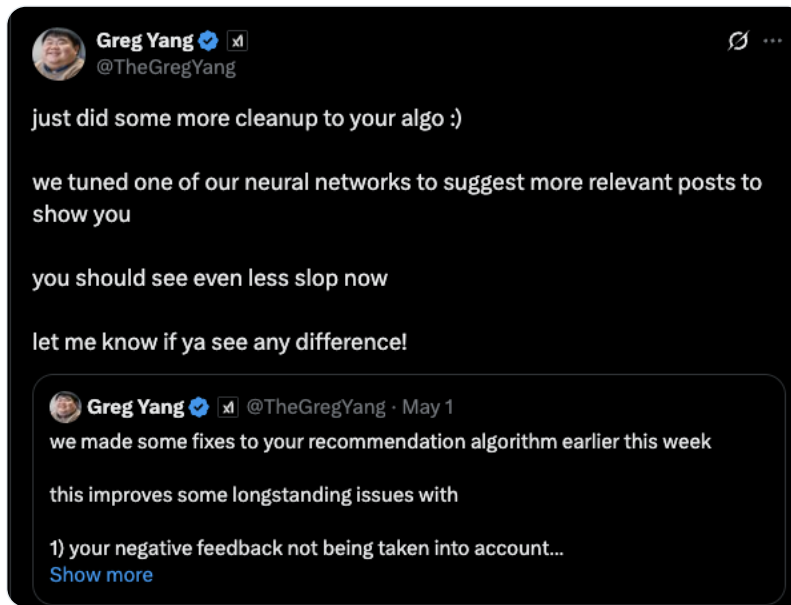 Greg Yang
@TheGregYang
just did some more cleanup to your algo :)
we tuned one of our neural networks to suggest more relevant posts to
show you
you should see even less slop now
let me know if ya see any difference!
Greg Yang @TheGregYang · May 1
we made some fixes to your recommendation algorithm earlier this week
this improves some longstanding issues with
1) your negative feedback not being taken into account...
Show more